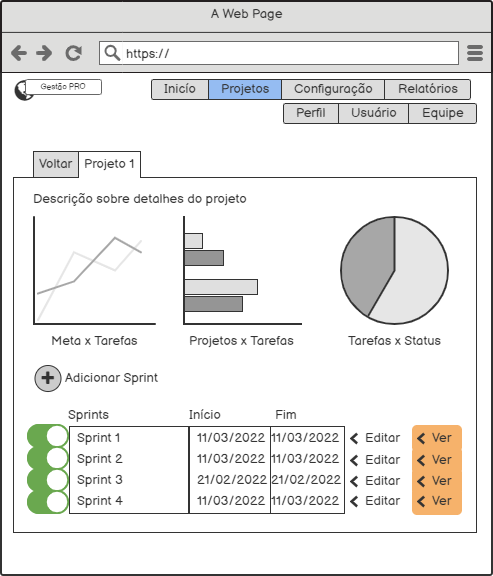 A Web Page
https://
Gestão PRO
Início Projetos Configuração Relatórios
Perfil Usuário Equipe
Voltar Projeto 1
Descrição sobre detalhes do projeto
Meta x Tarefas Projetos x Tarefas Tarefas x Status
Adicionar Sprint
Sprints Início Fim
Sprint 1 11/03/2022 11/03/2022 Editar Ver
Sprint 2 11/03/2022 11/03/2022 Editar Ver
Sprint 3 21/02/2022 21/02/2022 Editar Ver
Sprint 4 11/03/2022 11/03/2022 Editar Ver